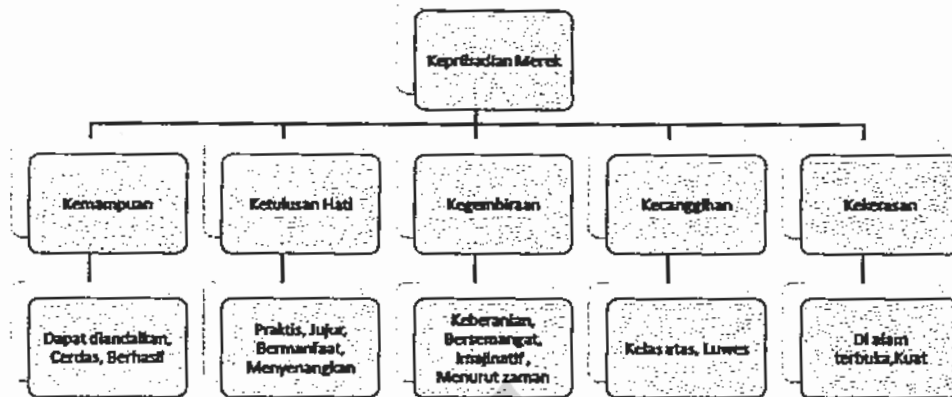 Kepribadian Merek
Kemampuan
Ketulusan Hati
Kegembiraan
Kecanggihan
Kekerasan
Dapat diandalkan,
Cerdas, Berhasil
Praktis, Jujur,
Bermanfaat,
Menyenangkan
Keberanian,
Bersemangat,
Imajinatif,
Menurut zaman
Kelas atas, Luwes
Di alam
terbuka,Kuat